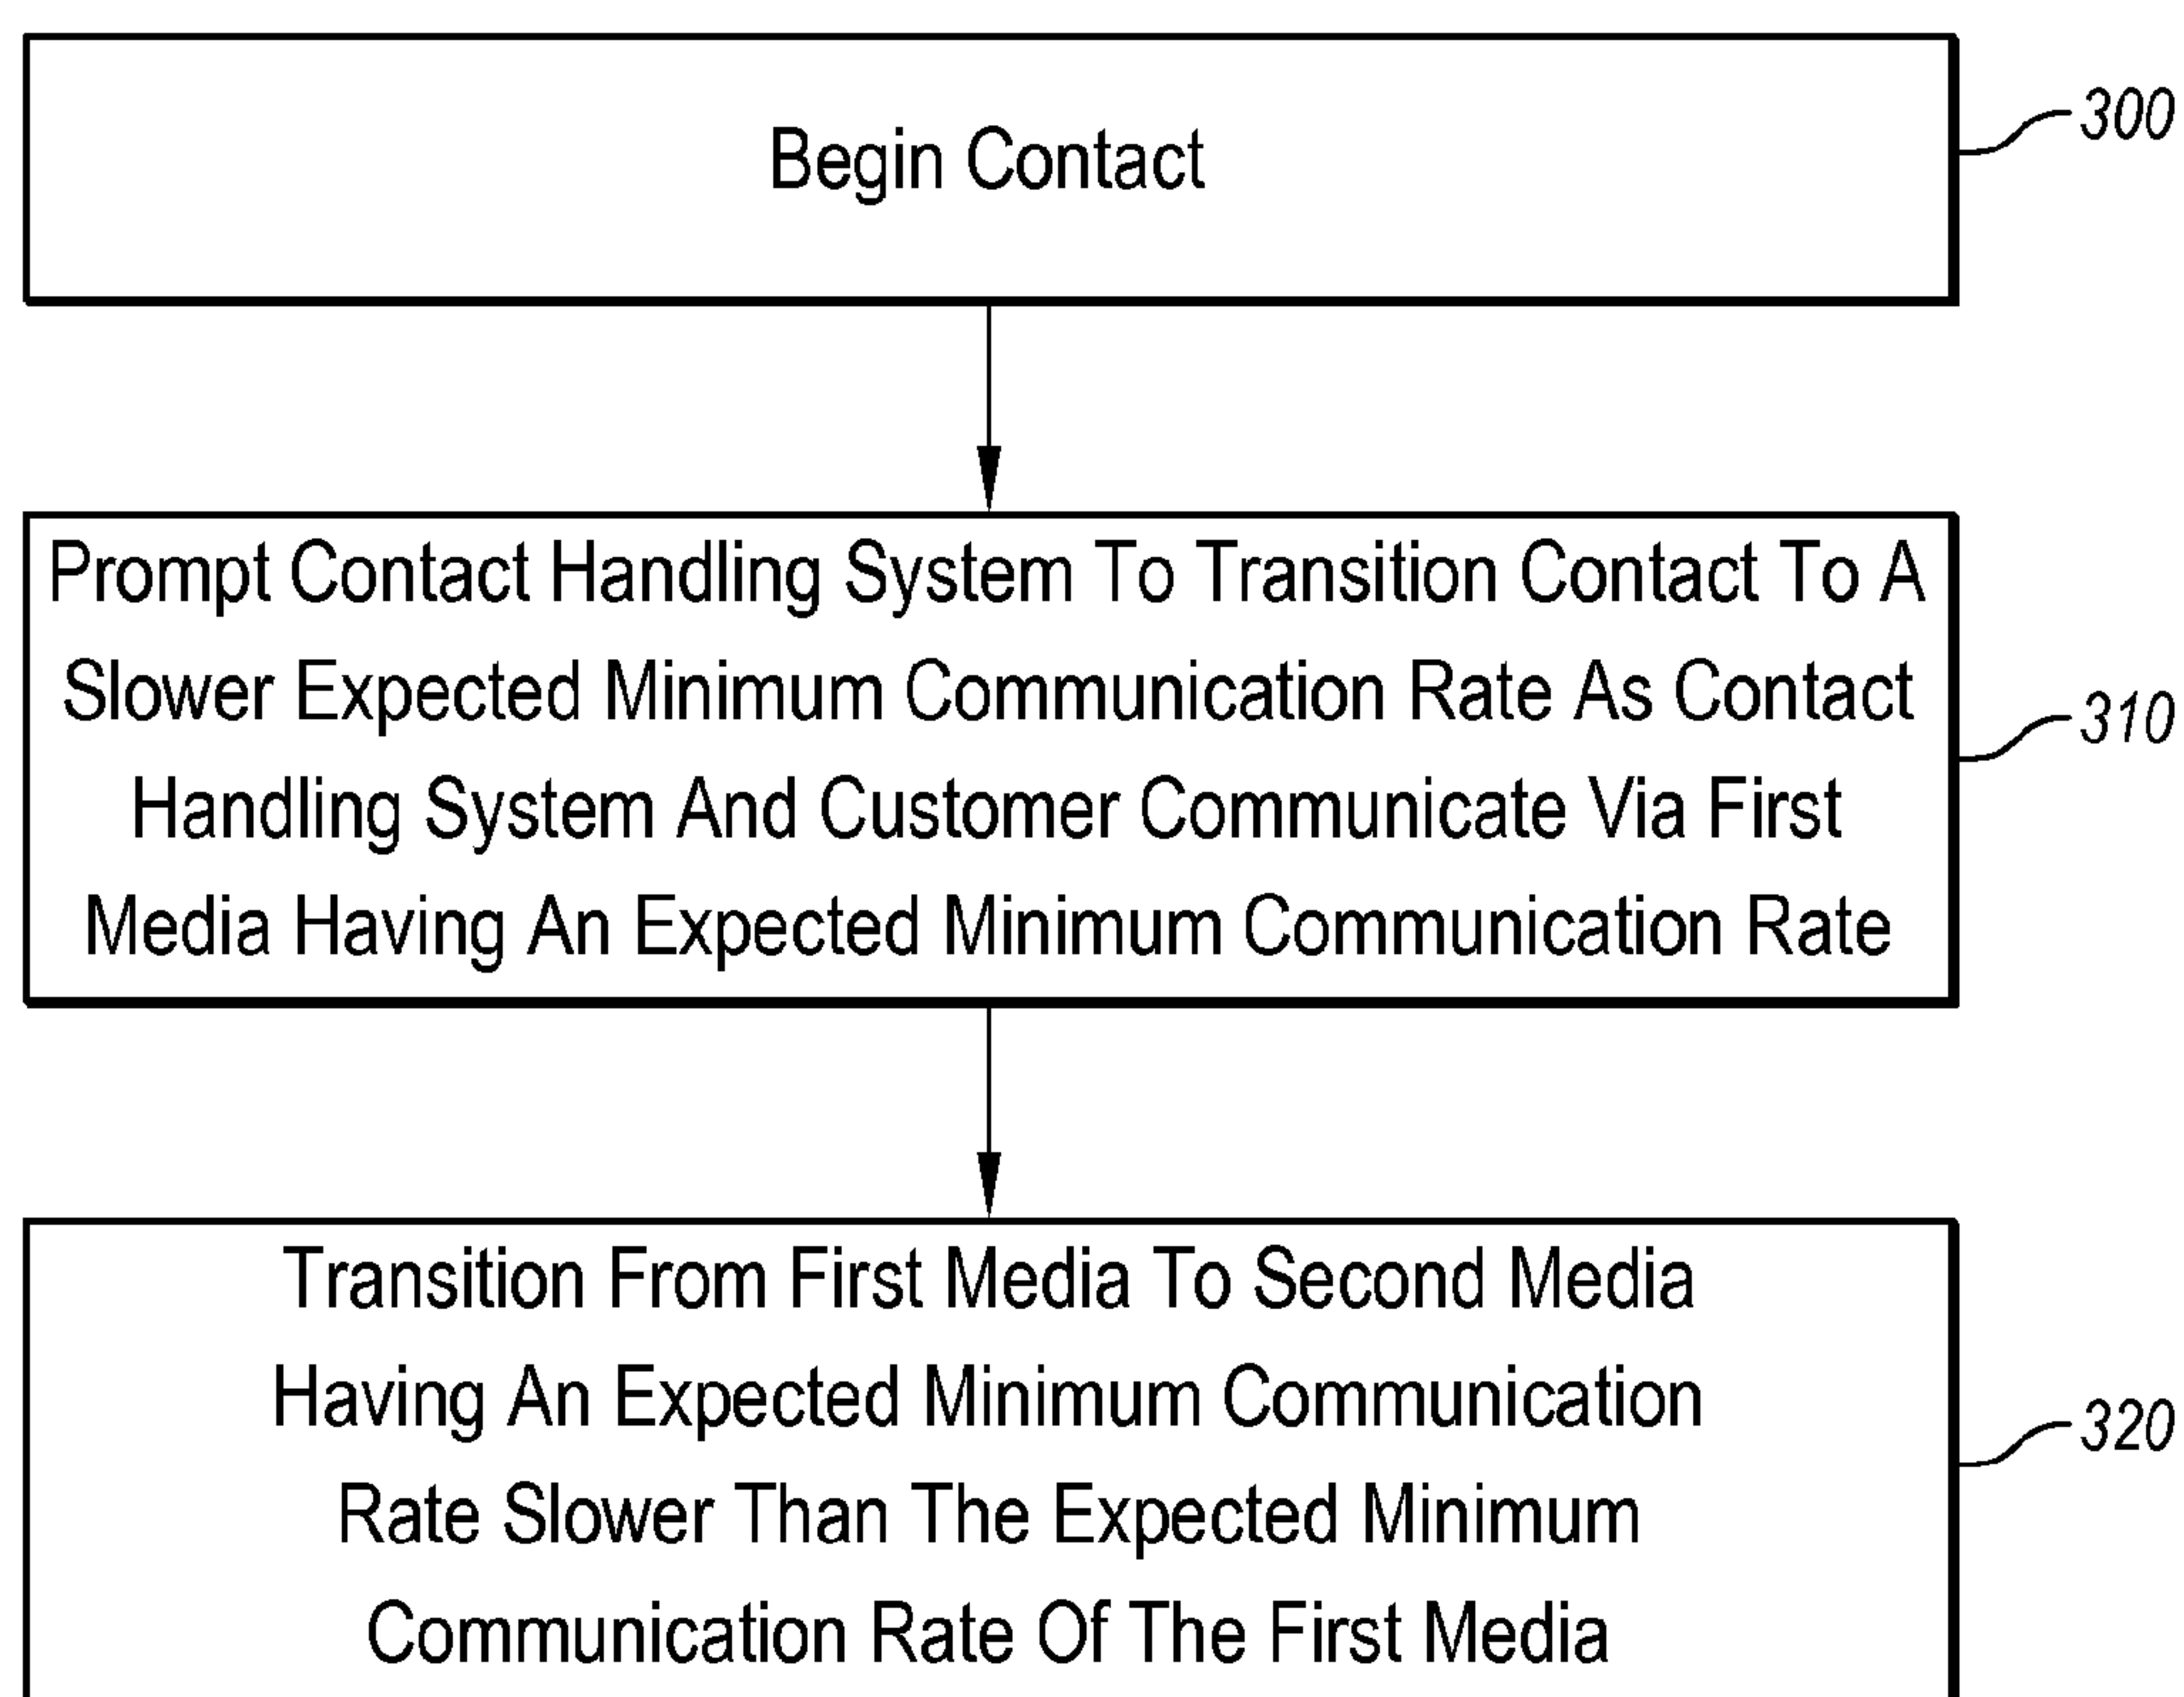 Begin Contact
300
Prompt Contact Handling System To Transition Contact To A
Slower Expected Minimum Communication Rate As Contact
Handling System And Customer Communicate Via First
Media Having An Expected Minimum Communication Rate
310
Transition From First Media To Second Media
Having An Expected Minimum Communication
Rate Slower Than The Expected Minimum
Communication Rate Of The First Media
320